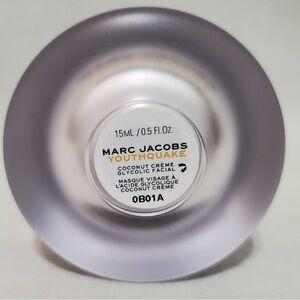 15ML / 0.5 Fl.Oz
MARC JACOBS
YOUTHQUAKE
COCONUT CRÈME
GLYCOLIC FACIAL
MASQUE VISAGE À
L'ACIDE GLYCOLIQUE
COCONUT CRÈME
0B01A